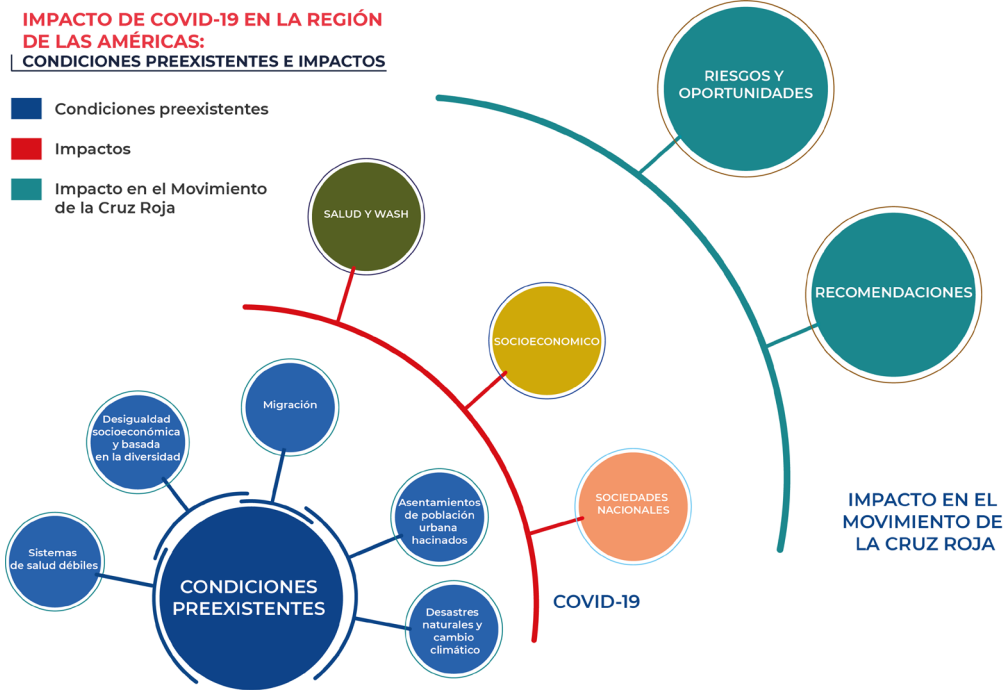 IMPACTO DE COVID-19 EN LA REGIÓN
DE LAS AMÉRICAS:
CONDICIONES PREEXISTENTES E IMPACTOS
Condiciones preexistentes
Impactos
Impacto en el Movimiento
de la Cruz Roja
RIESGOS Y
OPORTUNIDADES
RECOMENDACIONES
SALUD Y WASH
SOCIOECONOMICO
SOCIEDADES
NACIONALES
Migración
Desigualdad
socioeconómica
y basada
en la diversidad
Asentamientos
de población
urbana
hacinados
Sistemas
de salud débiles
Desastres
naturales y
cambio
climático
CONDICIONES
PREEXISTENTES
COVID-19
IMPACTO EN EL
MOVIMIENTO DE
LA CRUZ ROJA